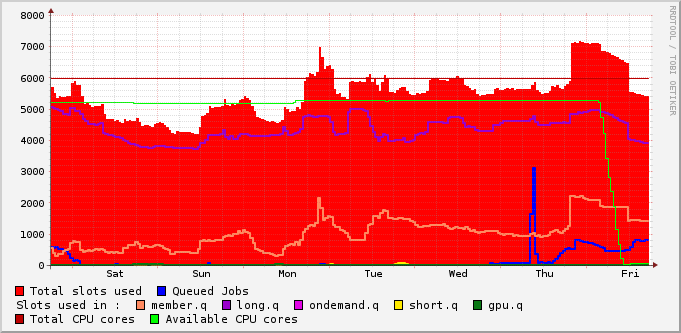 8000
7000
6000
5000
4000
3000
2000
1000
0
Sat Sun Mon Tue Wed Thu Fri
Total slots used Queued Jobs
Slots used in : member.q long.q ondemand.q short.q gpu.q
Total CPU cores Available CPU cores
RRDTOOL / TOBI OETIKER